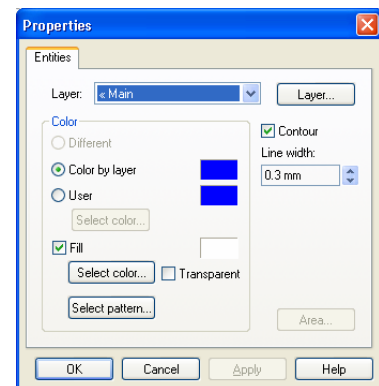 Properties
Entities
Layer: « Main Layer...
Color
Different
Contour
Color by layer
Line width:
User
0.3 mm
Select color...
Fill
Select color... Transparent
Select pattern...
Area...
OK Cancel Apply Help